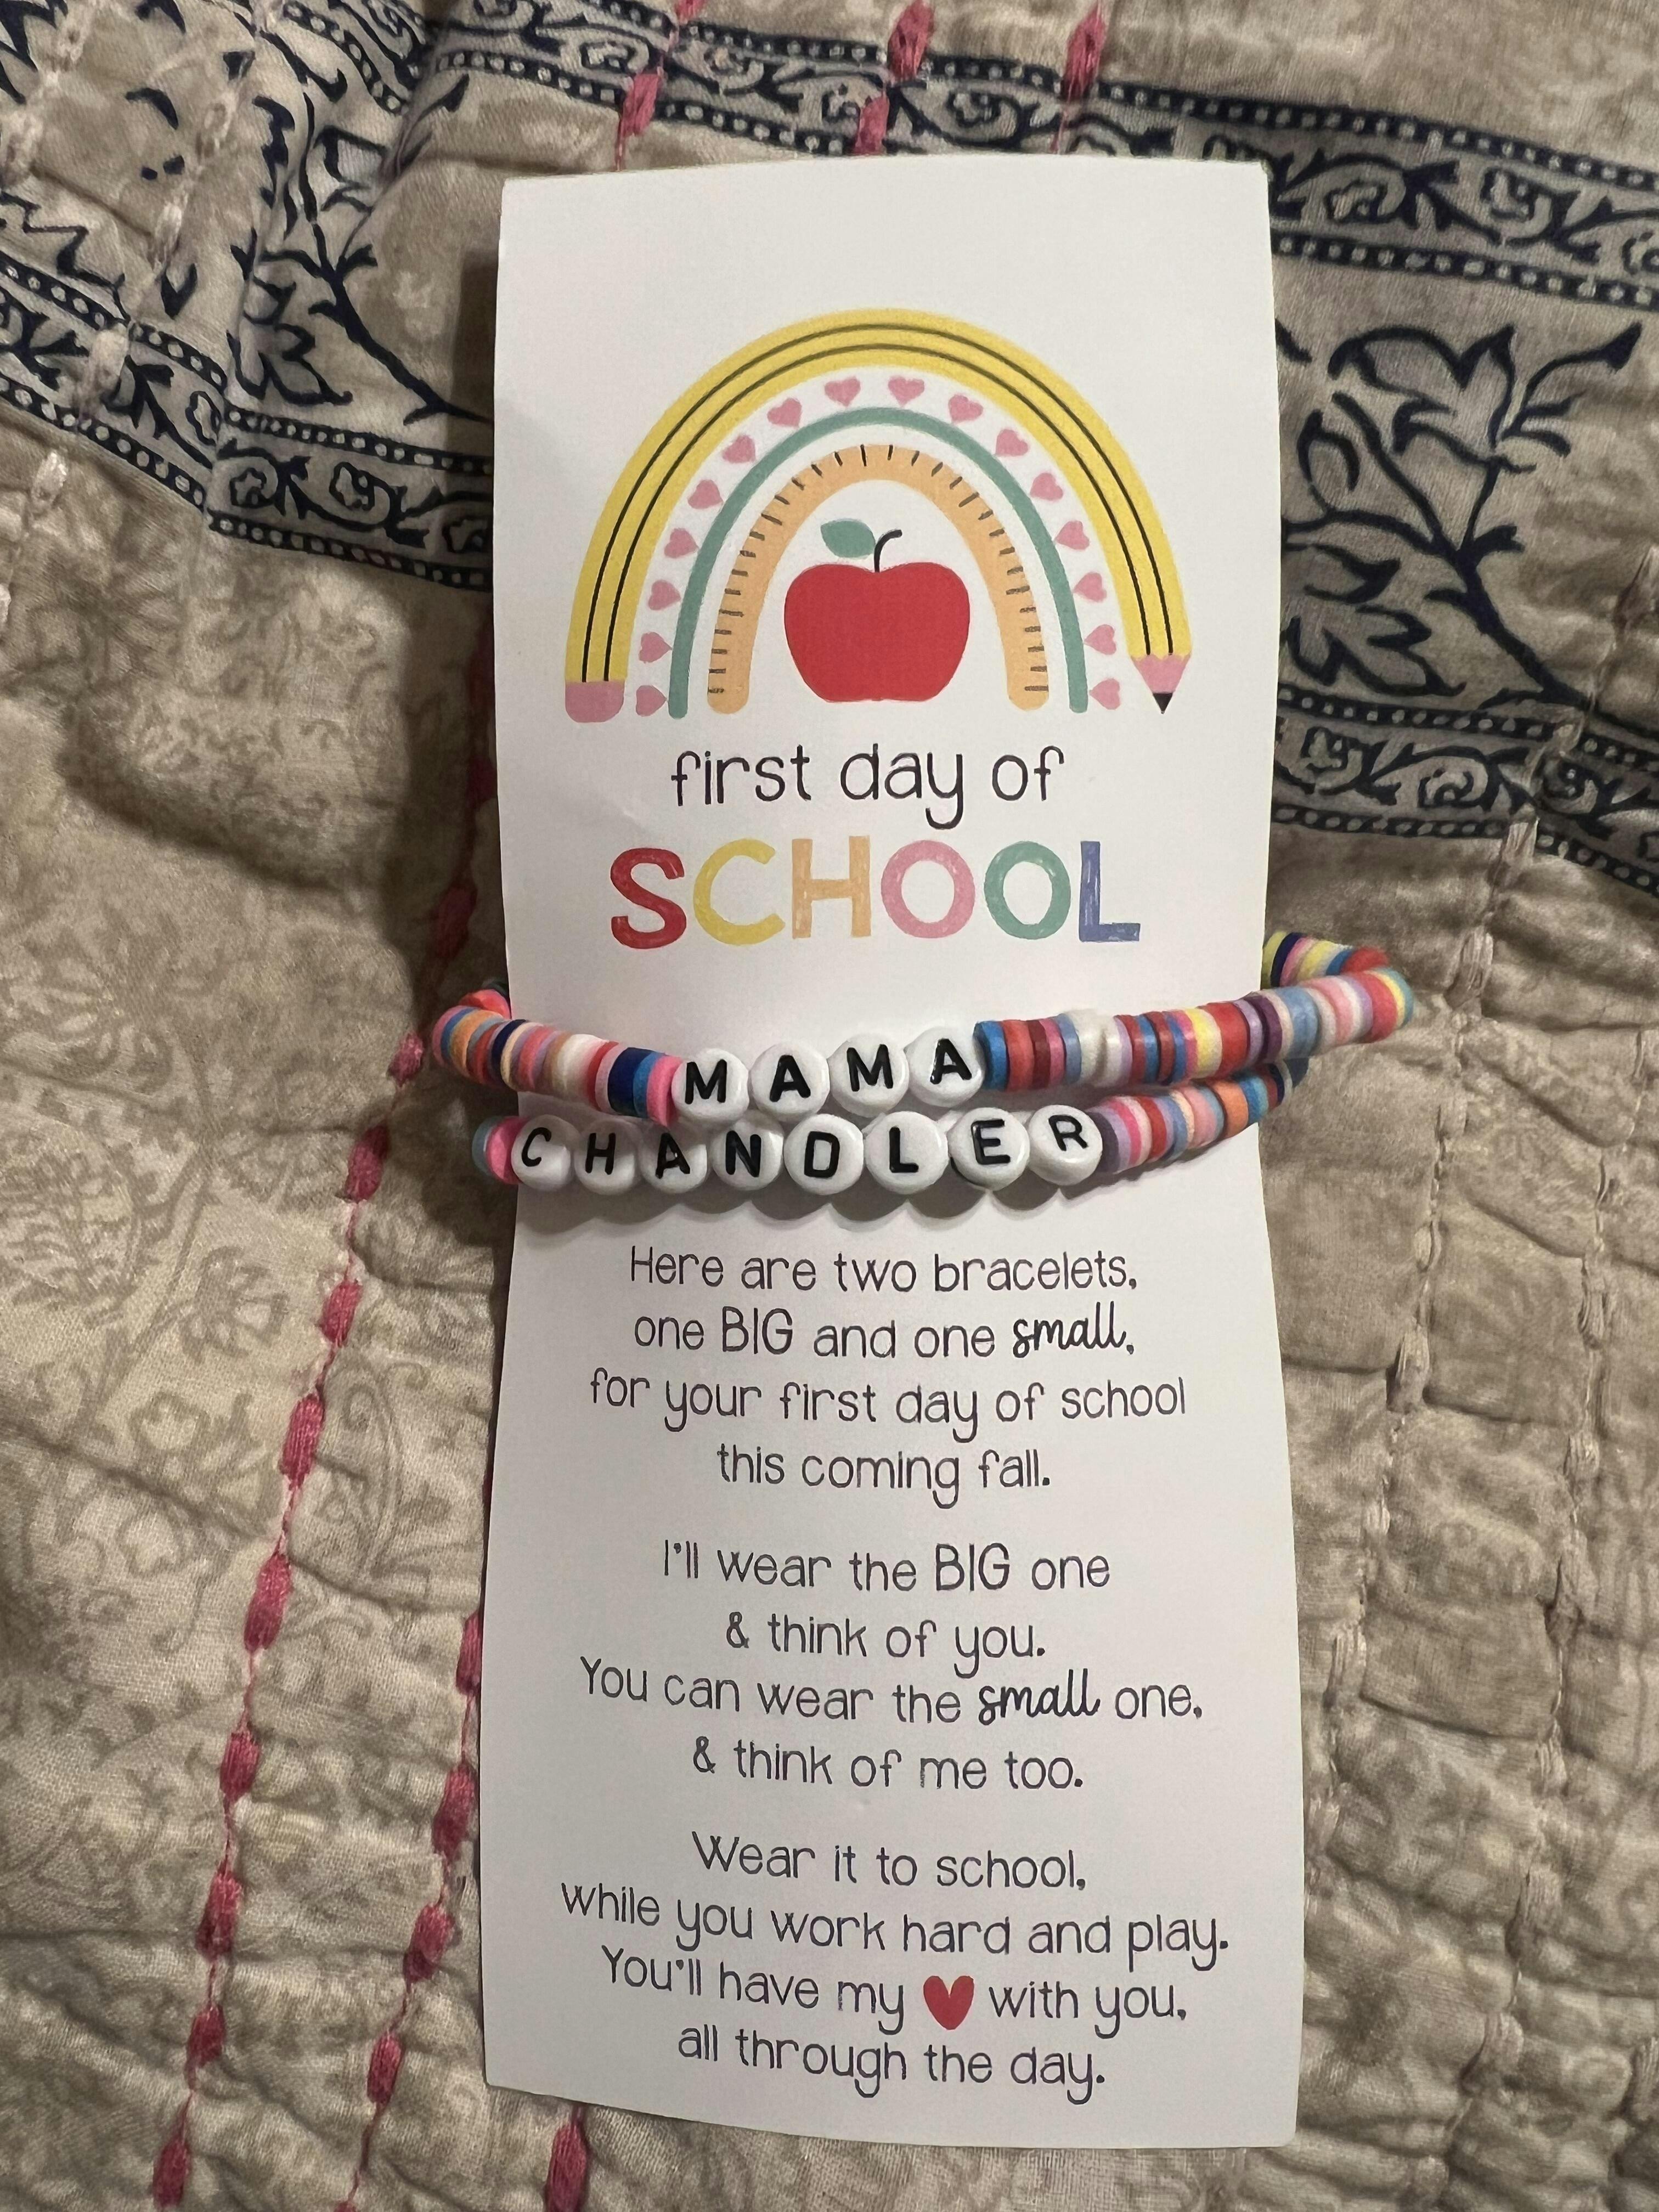 first day of
SCHOOL
MAMA
CHANDLER
Here are two bracelets,
one BIG and one small,
for your first day of school
this coming fall.
I'll wear the BIG one
& think of you.
You can wear the small one,
& think of me too.
Wear it to school,
while you work hard and play.
You'll have my ♥ with you,
all through the day.